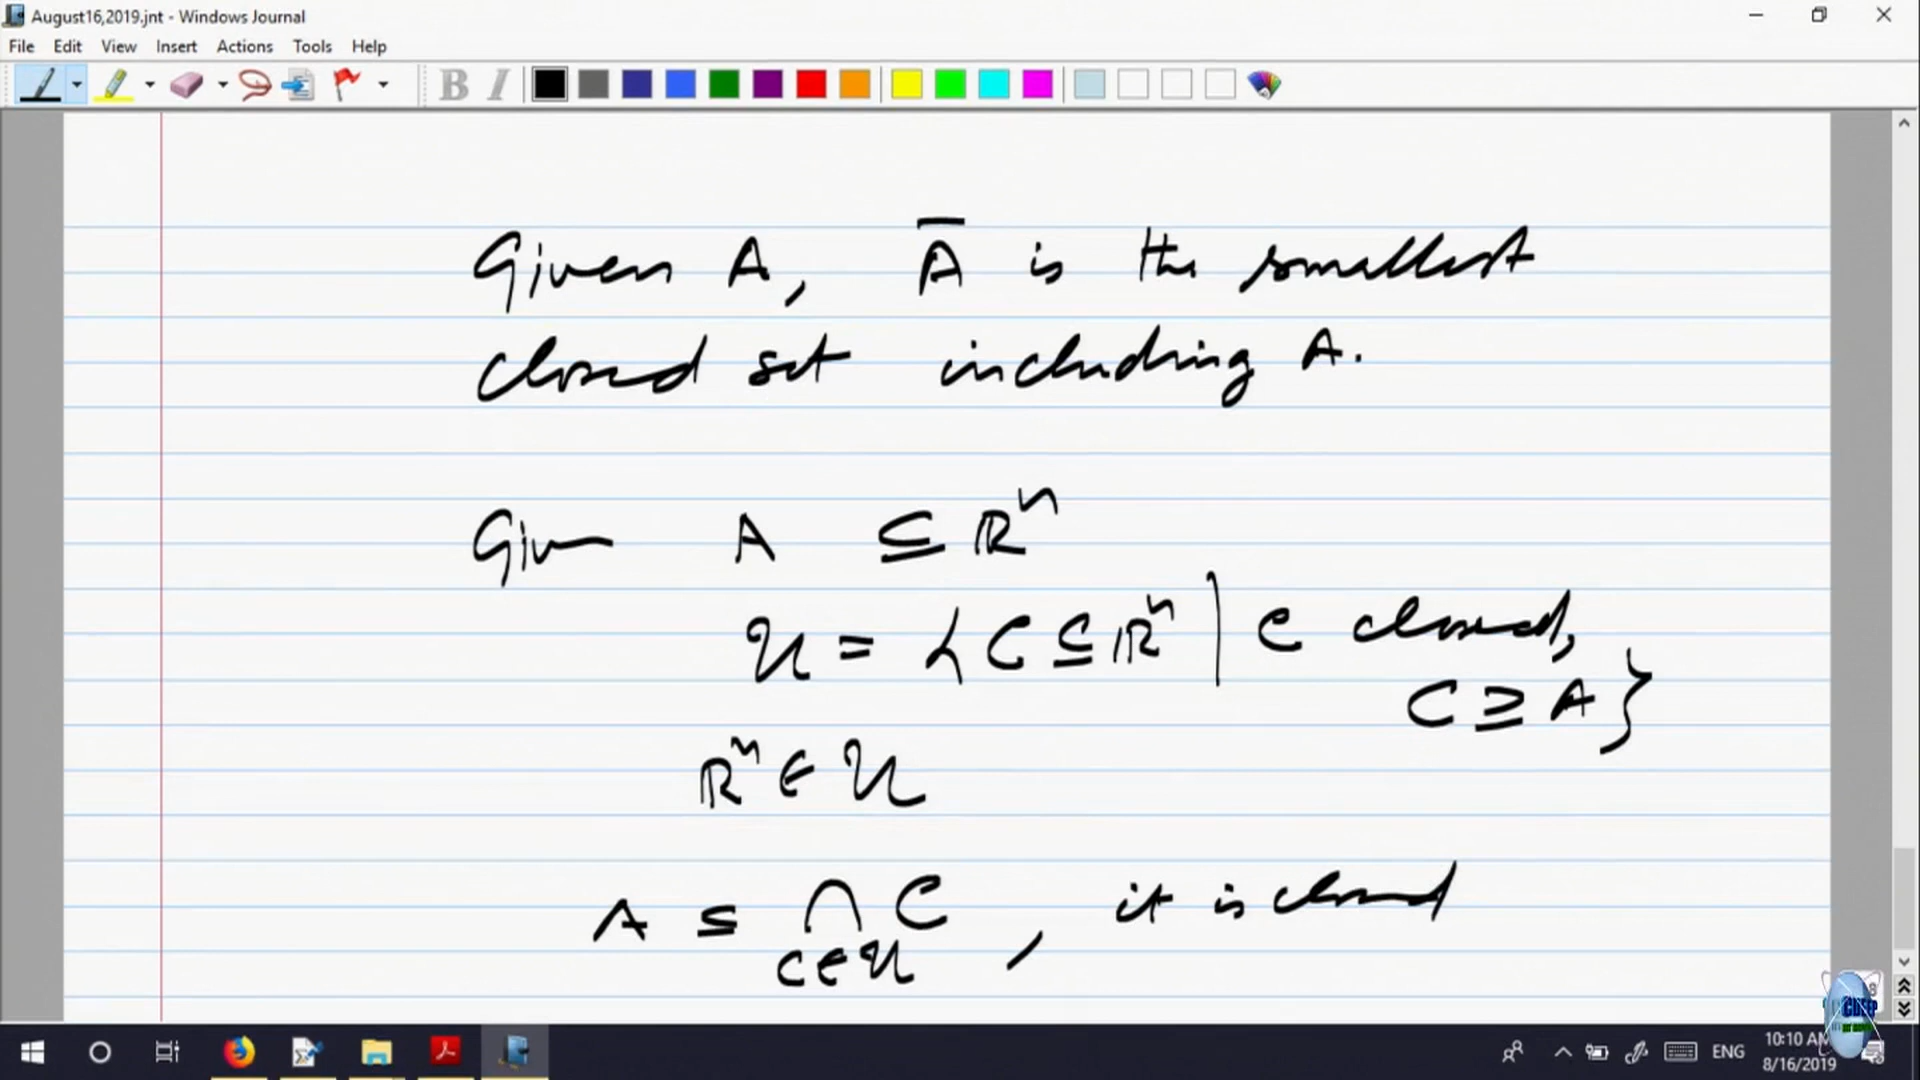 August16,2019.jnt - Windows Journal
File Edit View Insert Actions Tools Help
B I
Given A, A̅ is the smallest
closed set including A.
Given A ⊆ ℝⁿ
𝒰 = { C ⊆ ℝⁿ | C closed,
C ⊇ A }
ℝⁿ ∈ 𝒰
A ⊆ ∩ C , it is closed
C ∈ 𝒰
ENG
10:10 AM
8/16/2019